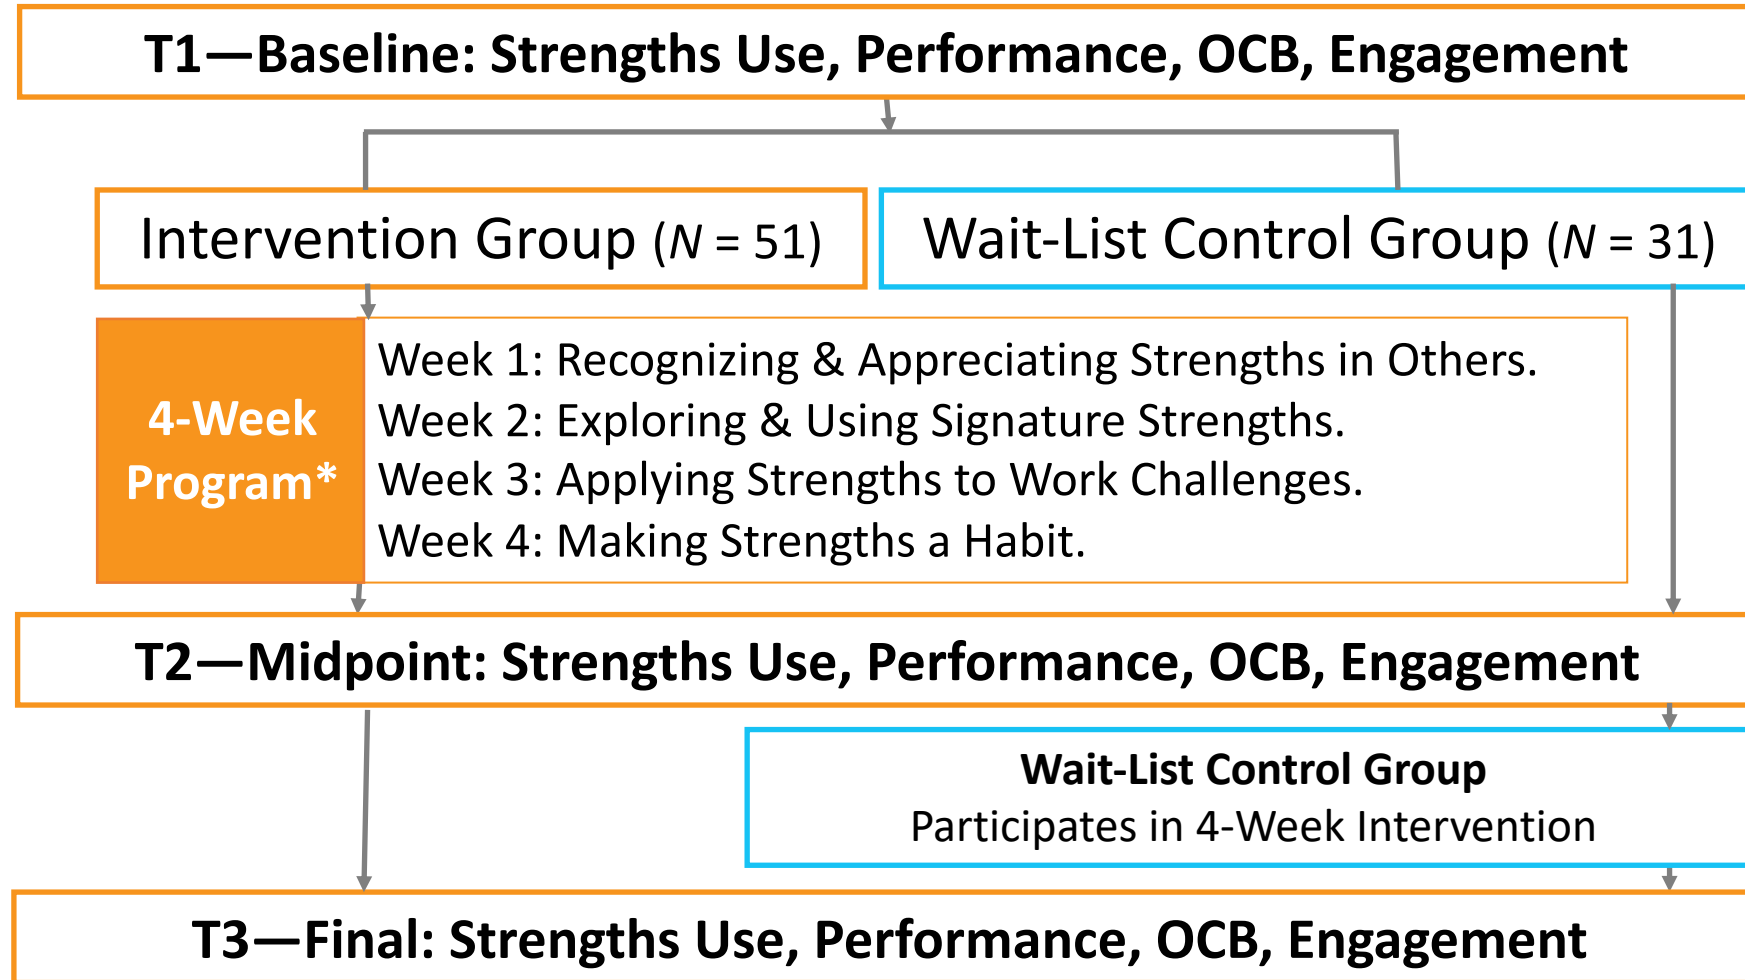 T1—Baseline: Strengths Use, Performance, OCB, Engagement
Intervention Group (N = 51)
Wait-List Control Group (N = 31)
4-Week
Program*
Week 1: Recognizing & Appreciating Strengths in Others.
Week 2: Exploring & Using Signature Strengths.
Week 3: Applying Strengths to Work Challenges.
Week 4: Making Strengths a Habit.
T2—Midpoint: Strengths Use, Performance, OCB, Engagement
Wait-List Control Group
Participates in 4-Week Intervention
T3—Final: Strengths Use, Performance, OCB, Engagement